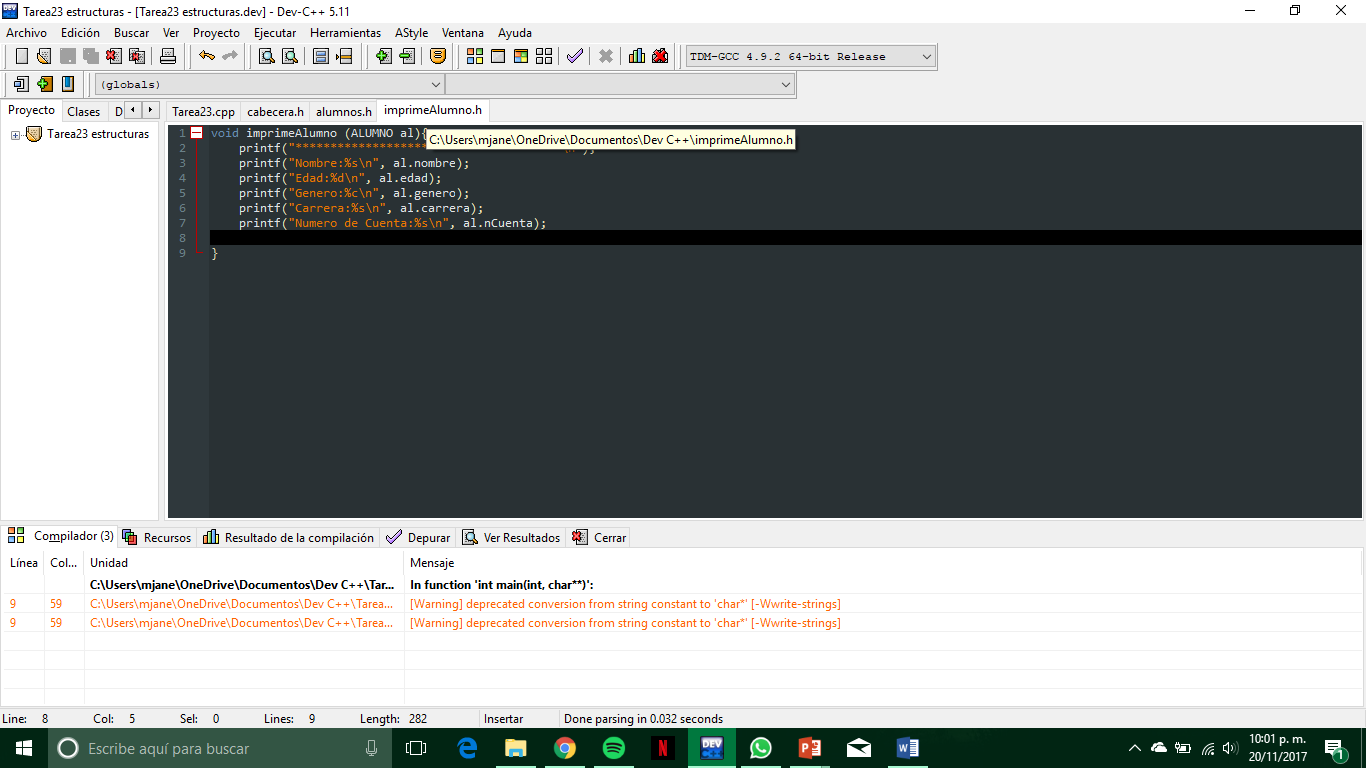 Tarea23 estructuras - [Tarea23 estructuras.dev] - Dev-C++ 5.11
Archivo Edición Buscar Ver Proyecto Ejecutar Herramientas AStyle Ventana Ayuda
TDM-GCC 4.9.2 64-bit Release
(globals)
Proyecto Clases D Tarea23.cpp cabecera.h alumnos.h imprimeAlumno.h
Tarea23 estructuras
1 void imprimeAlumno (ALUMNO al){
C:\Users\mjane\OneDrive\Documentos\Dev C++\imprimeAlumno.h
2 printf("*******************
3 printf("Nombre:%s\n", al.nombre);
4 printf("Edad:%d\n", al.edad);
5 printf("Genero:%c\n", al.genero);
6 printf("Carrera:%s\n", al.carrera);
7 printf("Numero de Cuenta:%s\n", al.nCuenta);
8
9 }
Compilador (3) Recursos Resultado de la compilación Depurar Ver Resultados Cerrar
Línea Col... Unidad Mensaje
C:\Users\mjane\OneDrive\Documentos\Dev C++\Tar... In function 'int main(int, char**)':
9 59 C:\Users\mjane\OneDrive\Documentos\Dev C++\Tarea... [Warning] deprecated conversion from string constant to 'char*' [-Wwrite-strings]
9 59 C:\Users\mjane\OneDrive\Documentos\Dev C++\Tarea... [Warning] deprecated conversion from string constant to 'char*' [-Wwrite-strings]
Line: 8 Col: 5 Sel: 0 Lines: 9 Length: 282 Insertar Done parsing in 0.032 seconds
Escribe aquí para buscar
10:01 p. m.
20/11/2017
1